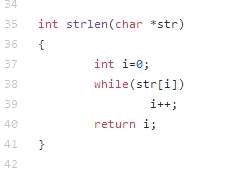 34
35 int strlen(char *str)
36 {
37         int i=0;
38         while(str[i])
39                 i++;
40         return i;
41 }
42